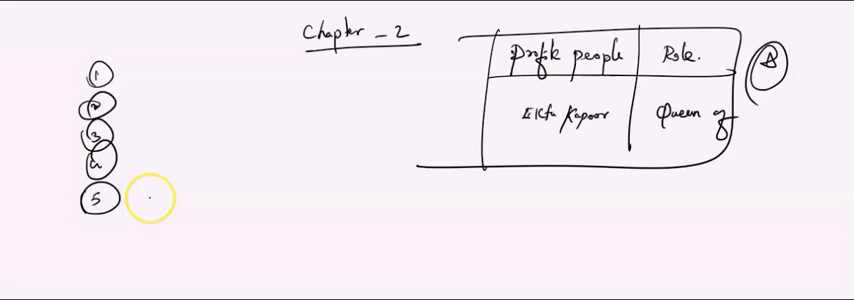 Chapter - 2
Profile people Role.
A
Ekta Kapoor Queen of
1
2
3
4
5